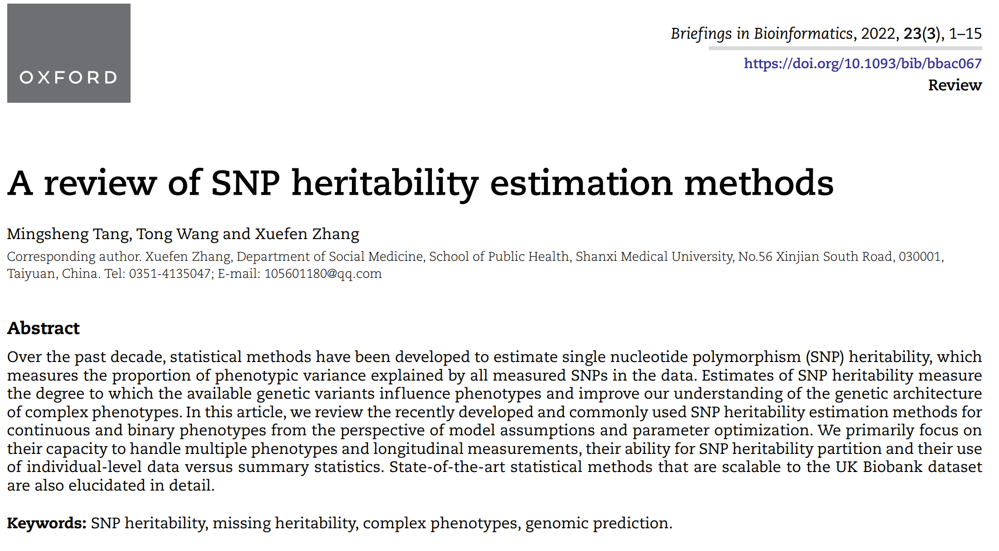 OXFORD
Briefings in Bioinformatics, 2022, 23(3), 1–15
https://doi.org/10.1093/bib/bbac067
Review
A review of SNP heritability estimation methods
Mingsheng Tang, Tong Wang and Xuefen Zhang
Corresponding author. Xuefen Zhang, Department of Social Medicine, School of Public Health, Shanxi Medical University, No.56 Xinjian South Road, 030001,
Taiyuan, China. Tel: 0351-4135047; E-mail: 105601180@qq.com
Abstract
Over the past decade, statistical methods have been developed to estimate single nucleotide polymorphism (SNP) heritability, which
measures the proportion of phenotypic variance explained by all measured SNPs in the data. Estimates of SNP heritability measure
the degree to which the available genetic variants influence phenotypes and improve our understanding of the genetic architecture
of complex phenotypes. In this article, we review the recently developed and commonly used SNP heritability estimation methods for
continuous and binary phenotypes from the perspective of model assumptions and parameter optimization. We primarily focus on
their capacity to handle multiple phenotypes and longitudinal measurements, their ability for SNP heritability partition and their use
of individual-level data versus summary statistics. State-of-the-art statistical methods that are scalable to the UK Biobank dataset
are also elucidated in detail.
Keywords: SNP heritability, missing heritability, complex phenotypes, genomic prediction.